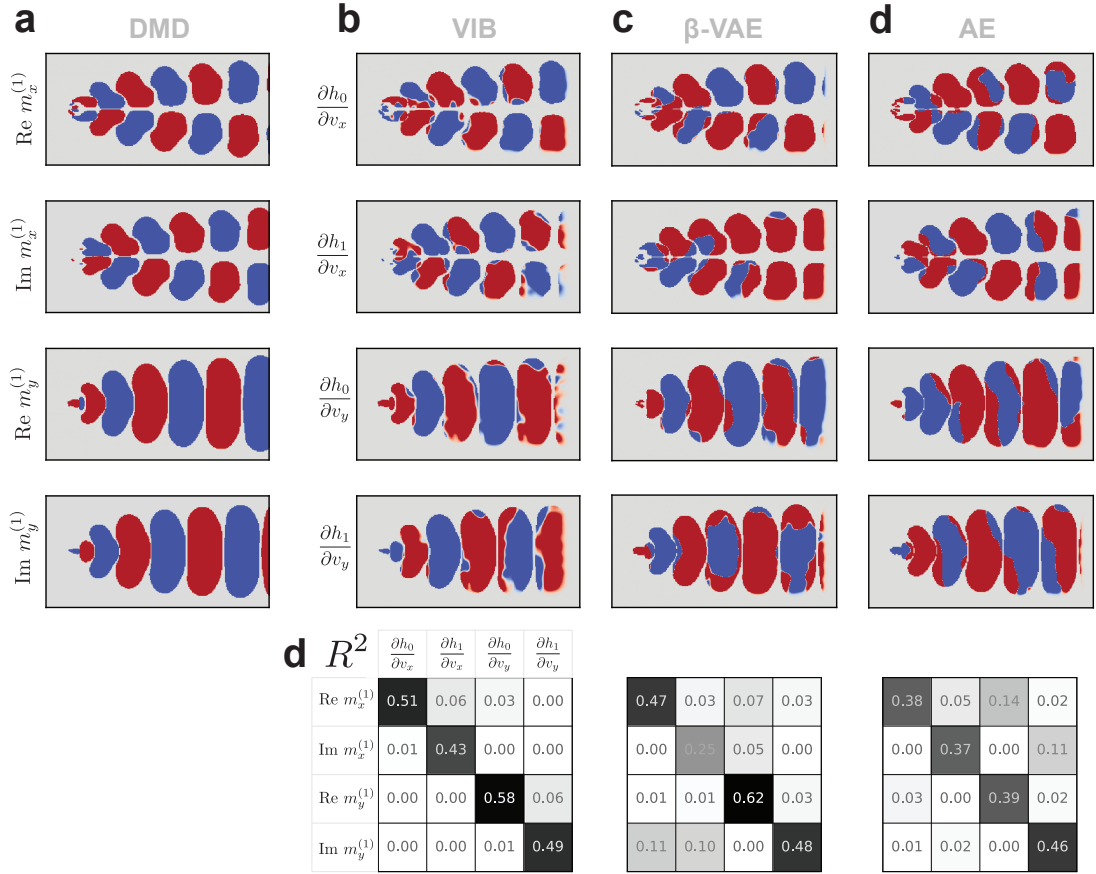 a DMD b VIB c β-VAE d AE
Re m_x^(1) ∂h_0/∂v_x
Im m_x^(1) ∂h_1/∂v_x
Re m_y^(1) ∂h_0/∂v_y
Im m_y^(1) ∂h_1/∂v_y
d R^2 ∂h_0/∂v_x ∂h_1/∂v_x ∂h_0/∂v_y ∂h_1/∂v_y
Re m_x^(1) 0.51 0.06 0.03 0.00 0.47 0.03 0.07 0.03 0.38 0.05 0.14 0.02
Im m_x^(1) 0.01 0.43 0.00 0.00 0.00 0.25 0.05 0.00 0.00 0.37 0.00 0.11
Re m_y^(1) 0.00 0.00 0.58 0.06 0.01 0.01 0.62 0.03 0.03 0.00 0.39 0.02
Im m_y^(1) 0.00 0.00 0.01 0.49 0.11 0.10 0.00 0.48 0.01 0.02 0.00 0.46